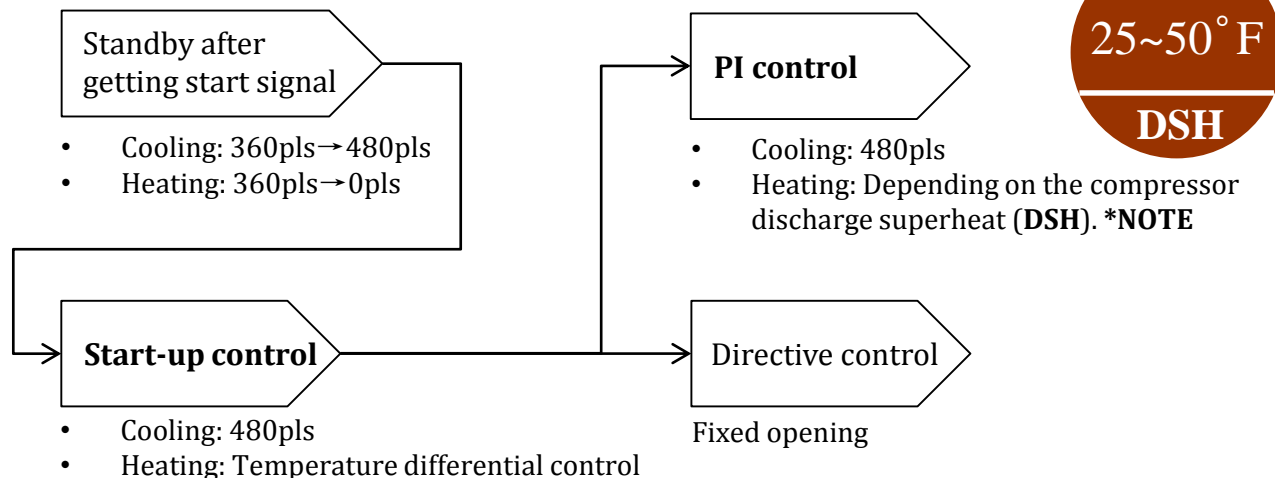 Standby after
getting start signal
• Cooling: 360pls→480pls
• Heating: 360pls→0pls
PI control
• Cooling: 480pls
• Heating: Depending on the compressor
discharge superheat (DSH). *NOTE
25~50°F
DSH
Start-up control
• Cooling: 480pls
• Heating: Temperature differential control
Directive control
Fixed opening